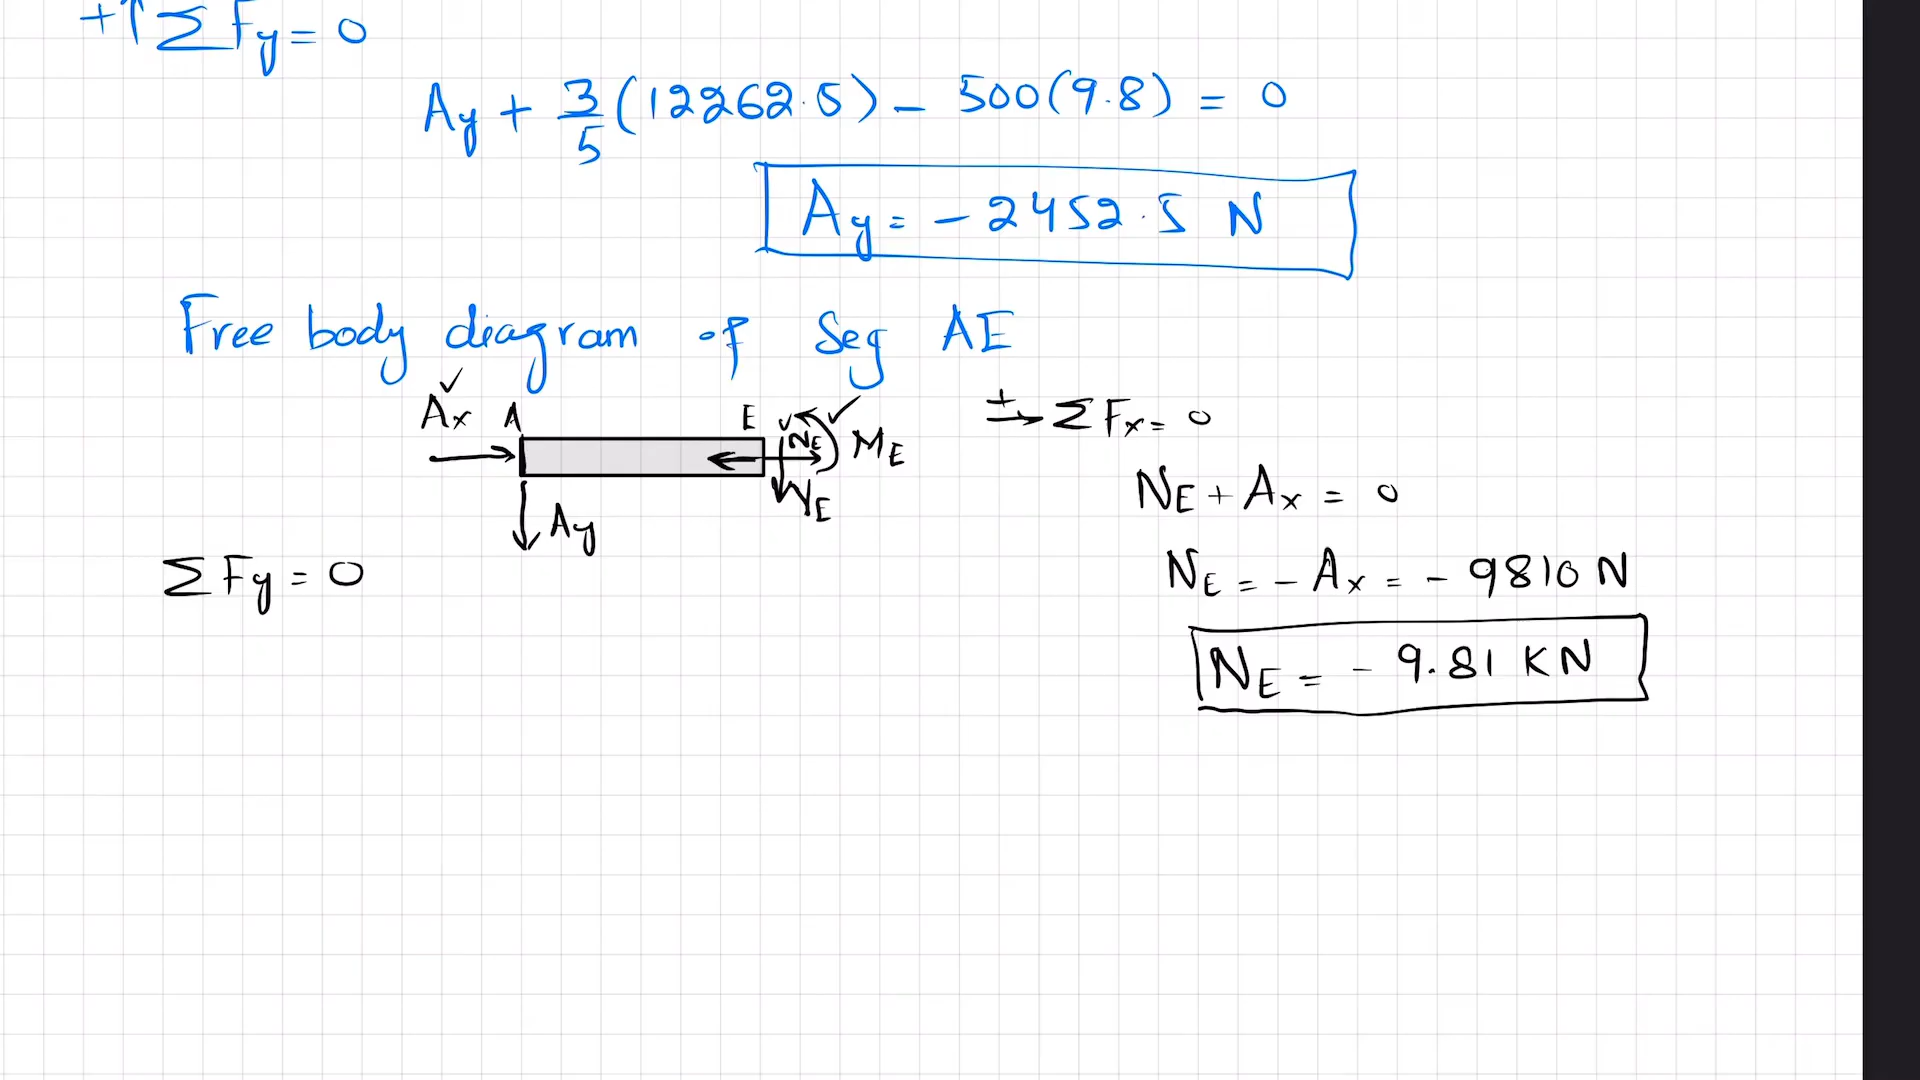 +↑ ΣFy = 0
Ay + 3/5 (12262.5) - 500(9.8) = 0
Ay = - 2452.5 N
Free body diagram of Seg AE
Ax A E NE ME
Ay VE
+→ ΣFx = 0
NE + Ax = 0
NE = - Ax = - 9810 N
NE = - 9.81 KN
ΣFy = 0